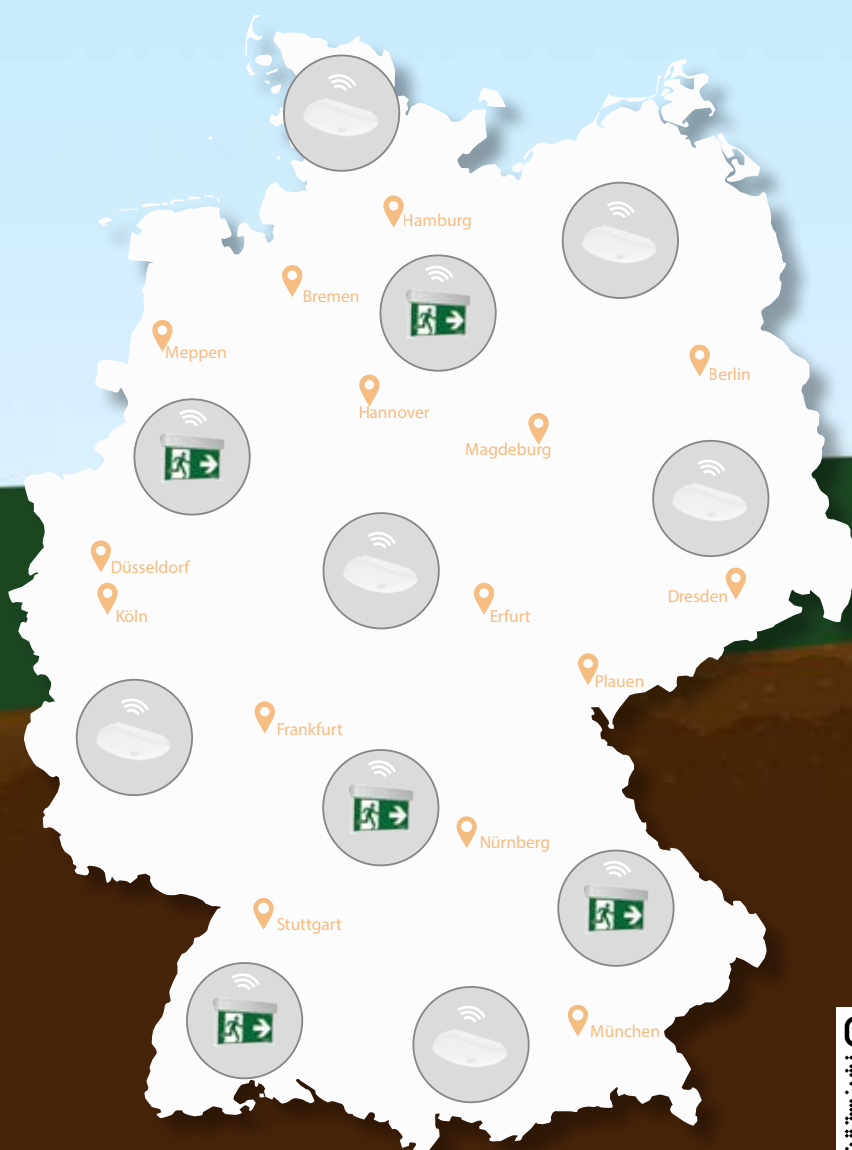 Hamburg
Bremen
Meppen
Berlin
Hannover
Magdeburg
Düsseldorf
Dresden
Köln
Erfurt
Plauen
Frankfurt
Nürnberg
Stuttgart
München